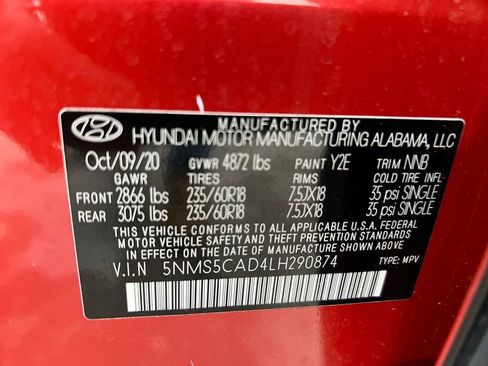 MANUFACTURED BY
HYUNDAI MOTOR MANUFACTURING ALABAMA, LLC
Oct/09/20 GVWR 4872 lbs PAINT Y2E TRIM NNB
GAWR TIRES RIMS COLD TIRE INFL.
FRONT 2866 lbs 235/60R18 7.5JX18 35 psi SINGLE
REAR 3075 lbs 235/60R18 7.5JX18 35 psi SINGLE
THIS VEHICLE CONFORMS TO ALL APPLICABLE
FEDERAL MOTOR VEHICLE SAFETY BUMPER,
AND THEFT PREVENTION STANDARDS IN
EFFECT ON THE DATE OF MANUFACTURE
SHOWN ABOVE.
V.I.N 5NMS5CAD4LH290874 TYPE: MPV